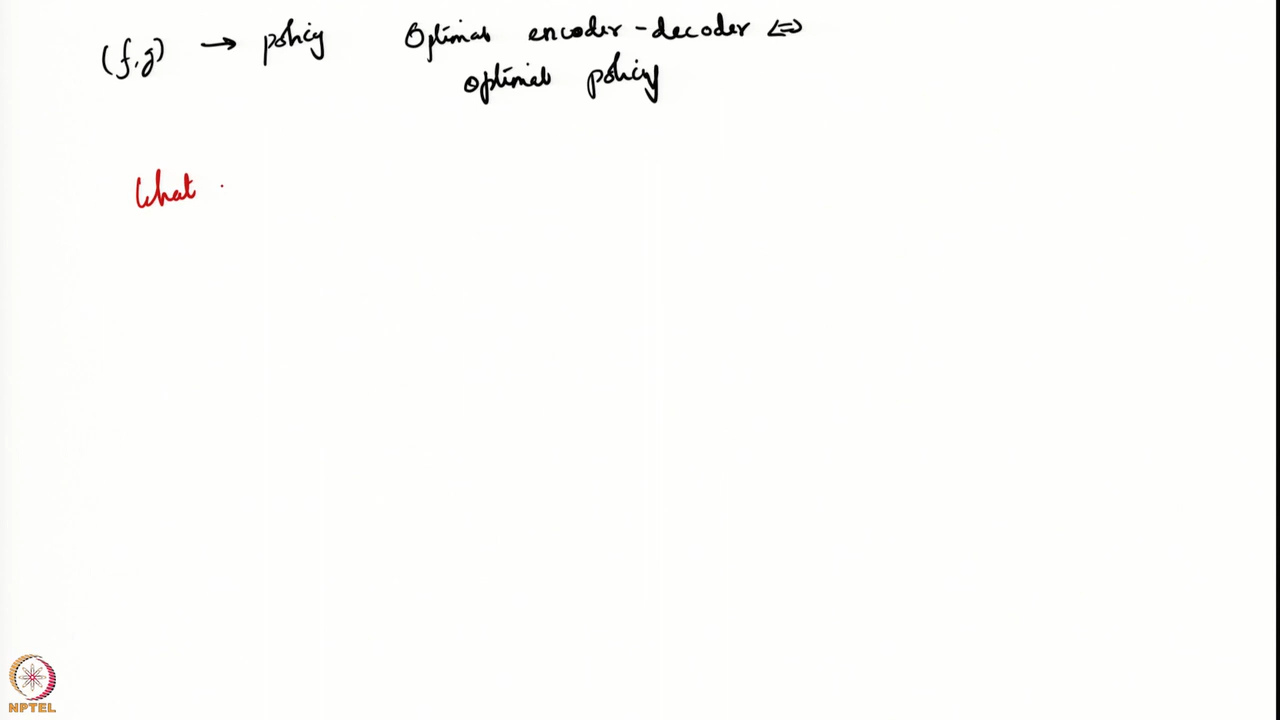 (f,g) → policy Optimal encoder-decoder ⇔
optimal policy
What
NPTEL